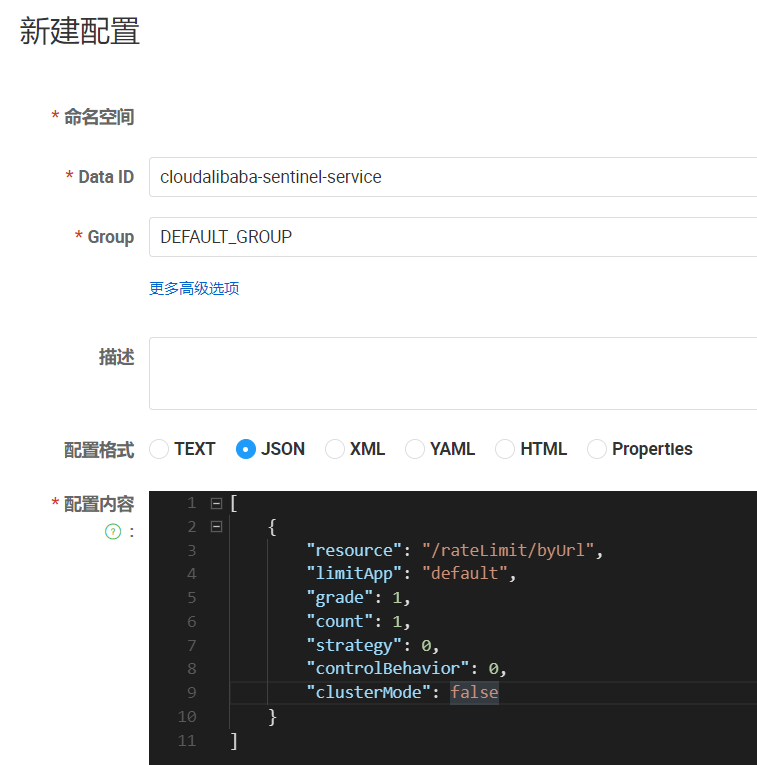 新建配置
* 命名空间
* Data ID cloudalibaba-sentinel-service
* Group DEFAULT_GROUP
更多高级选项
描述
配置格式 TEXT JSON XML YAML HTML Properties
* 配置内容
? :
1 [
2 {
3 "resource": "/rateLimit/byUrl",
4 "limitApp": "default",
5 "grade": 1,
6 "count": 1,
7 "strategy": 0,
8 "controlBehavior": 0,
9 "clusterMode": false
10 }
11 ]